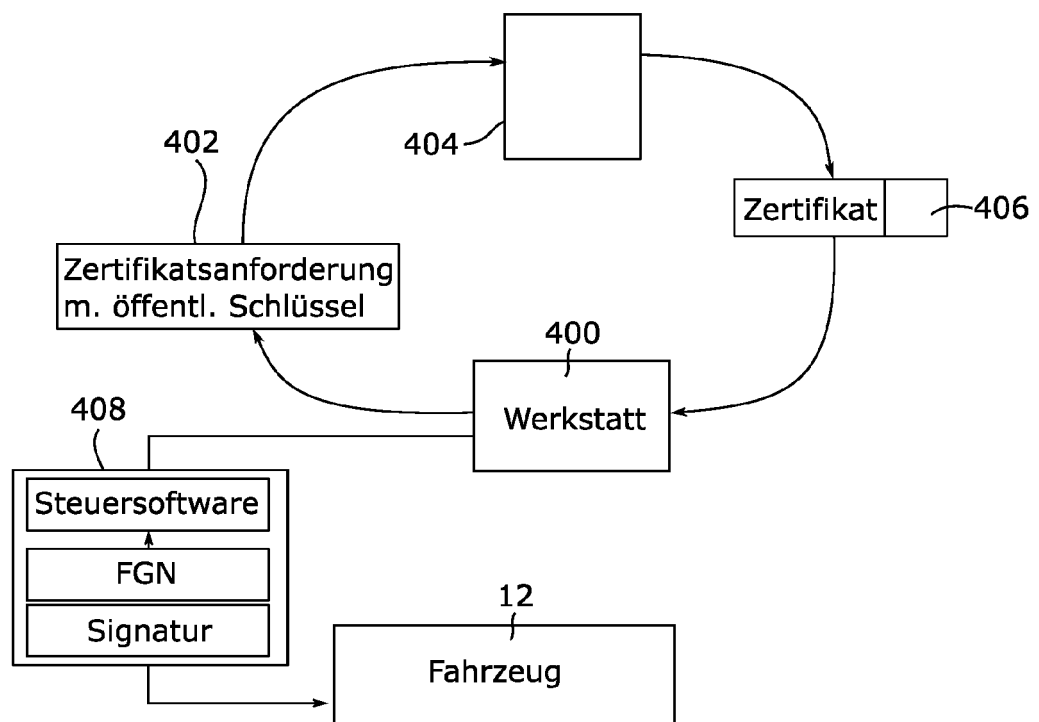 404
402
Zertifikat
406
Zertifikatsanforderung
m. öffentl. Schlüssel
400
Werkstatt
408
Steuersoftware
FGN
Signatur
12
Fahrzeug